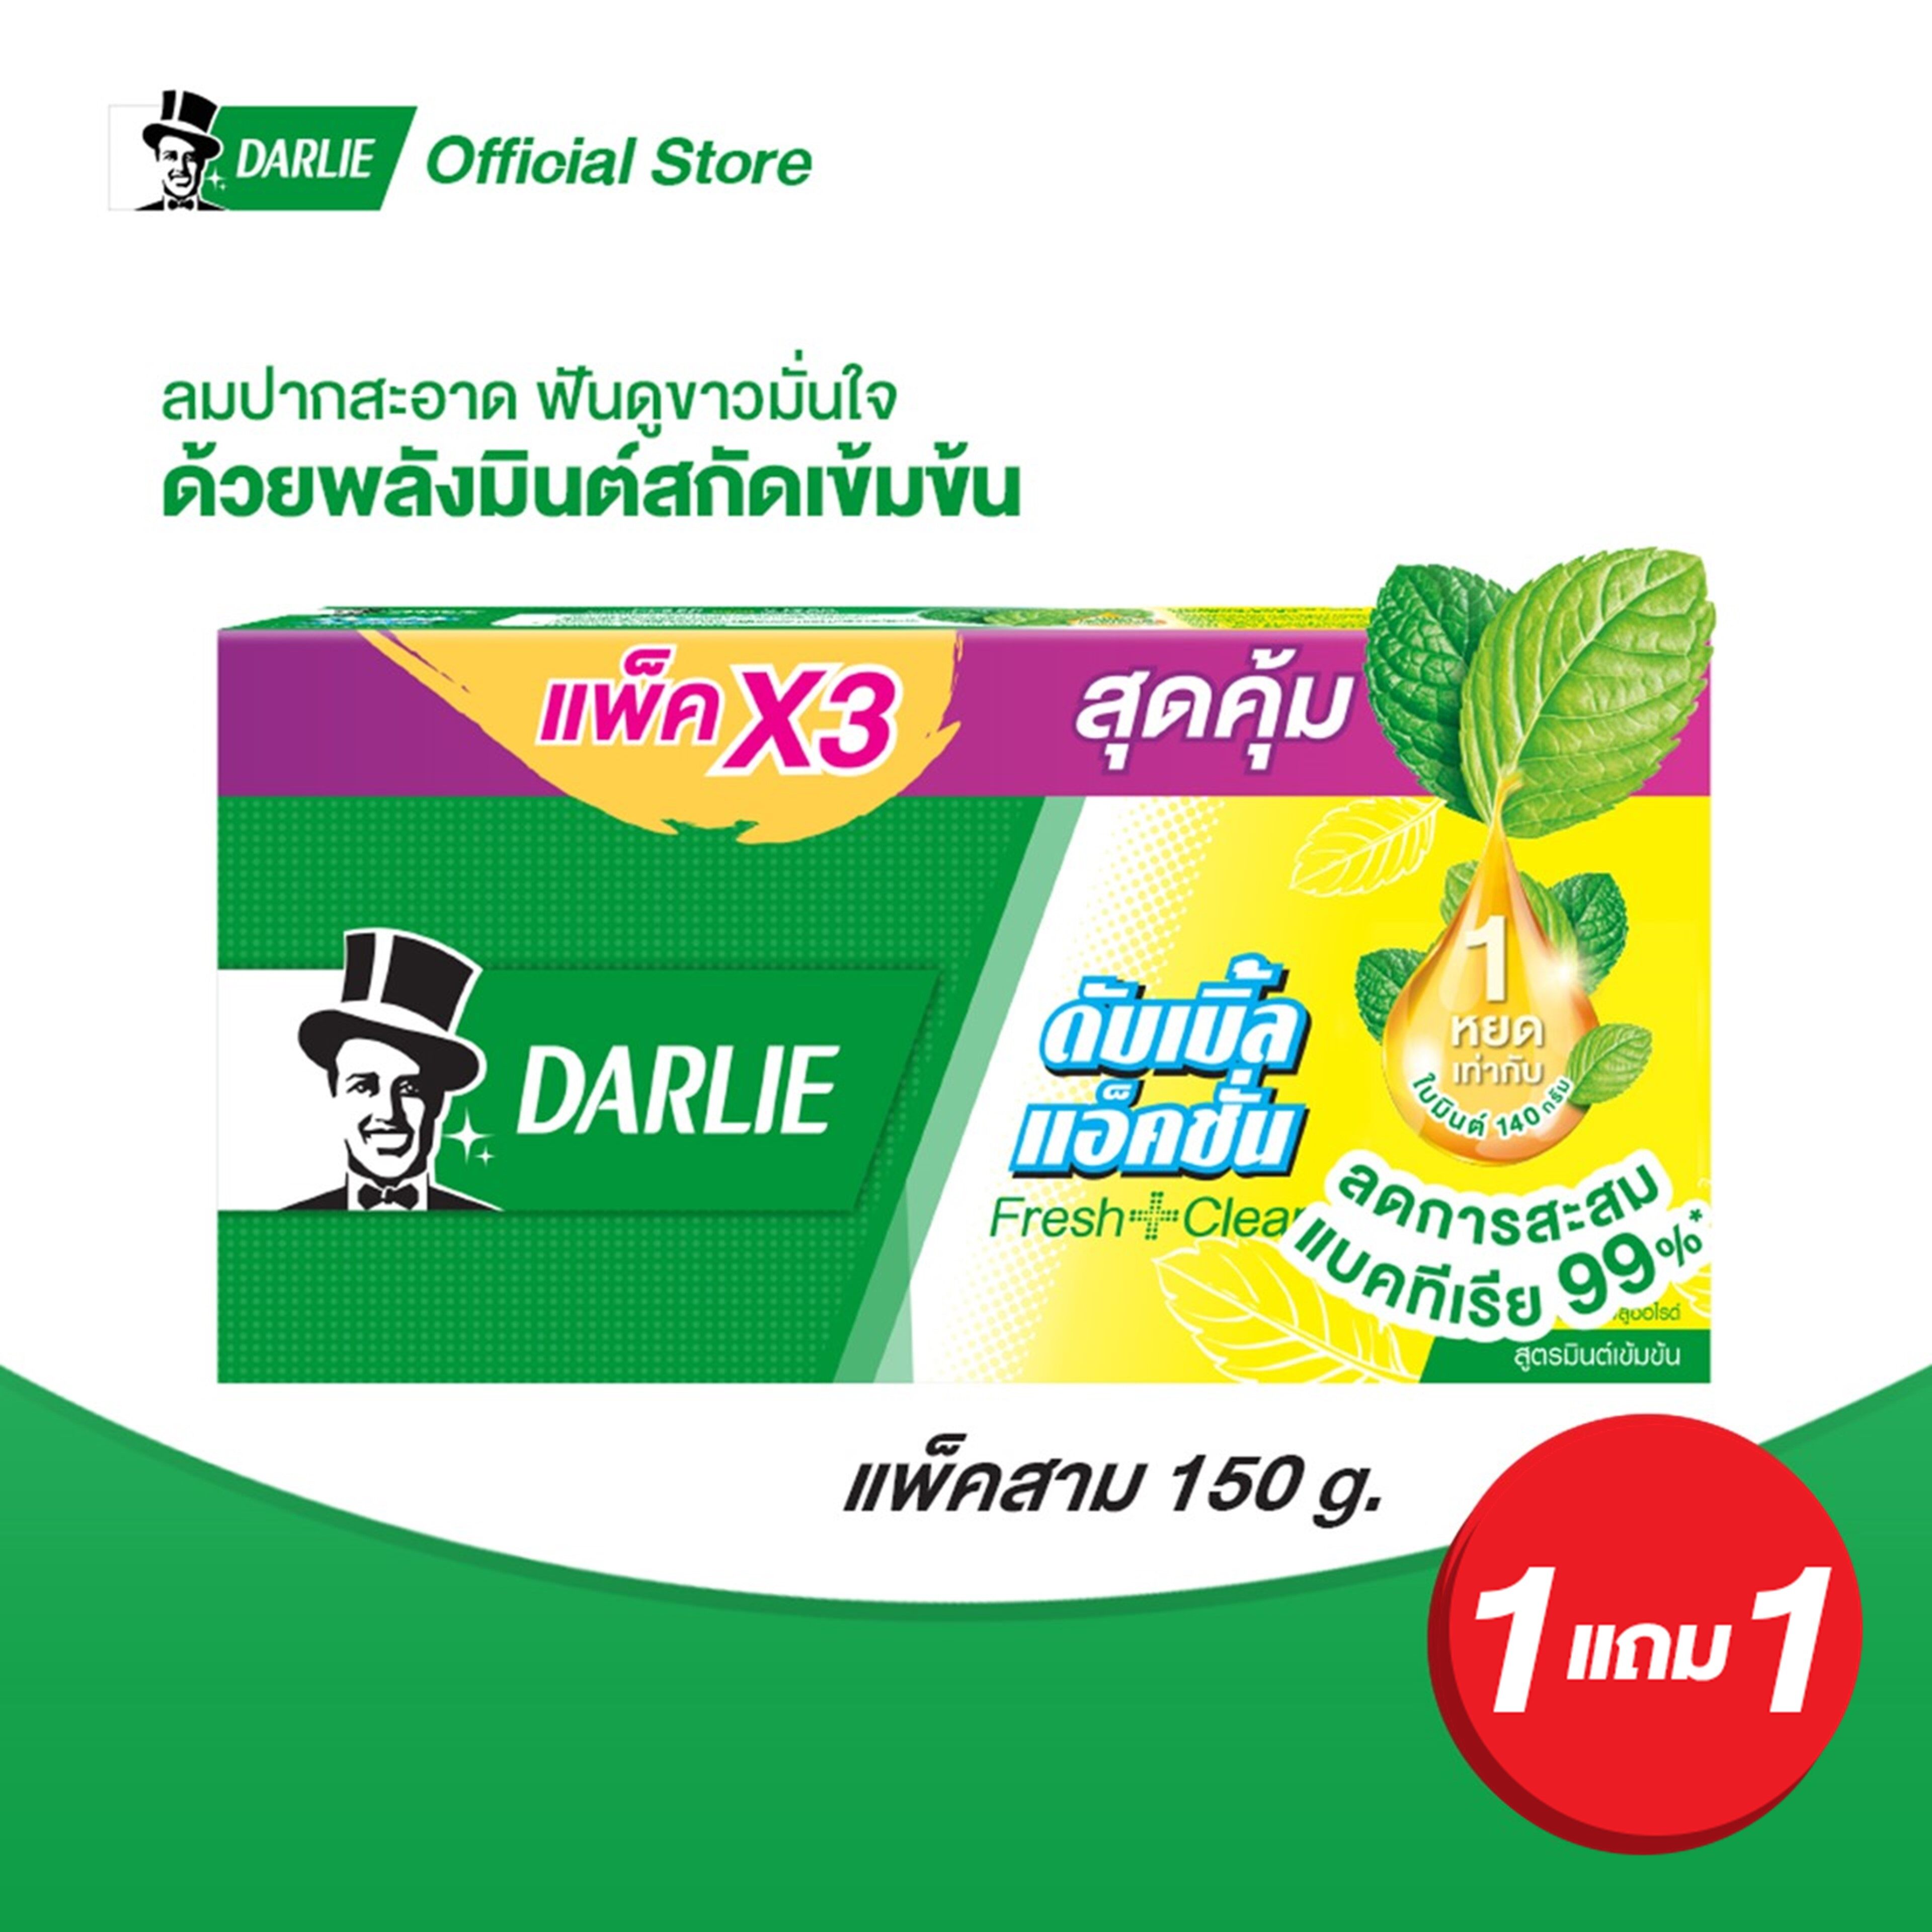 DARLIE Official Store
ลมปากสะอาด ฟันดูขาวมั่นใจ
ด้วยพลังมินต์สกัดเข้มข้น
แพ็ค X3 สุดคุ้ม
DARLIE
ดับเบิ้ล
แอ็คชั่น
Fresh+Clea
1
หยด
เท่ากับ
ใบมินต์ 140 กรัม
ลดการสะสม
แบคทีเรีย 99%*
สูตรมินต์เข้มข้น
แพ็คสาม 150 g.
1 แถม 1